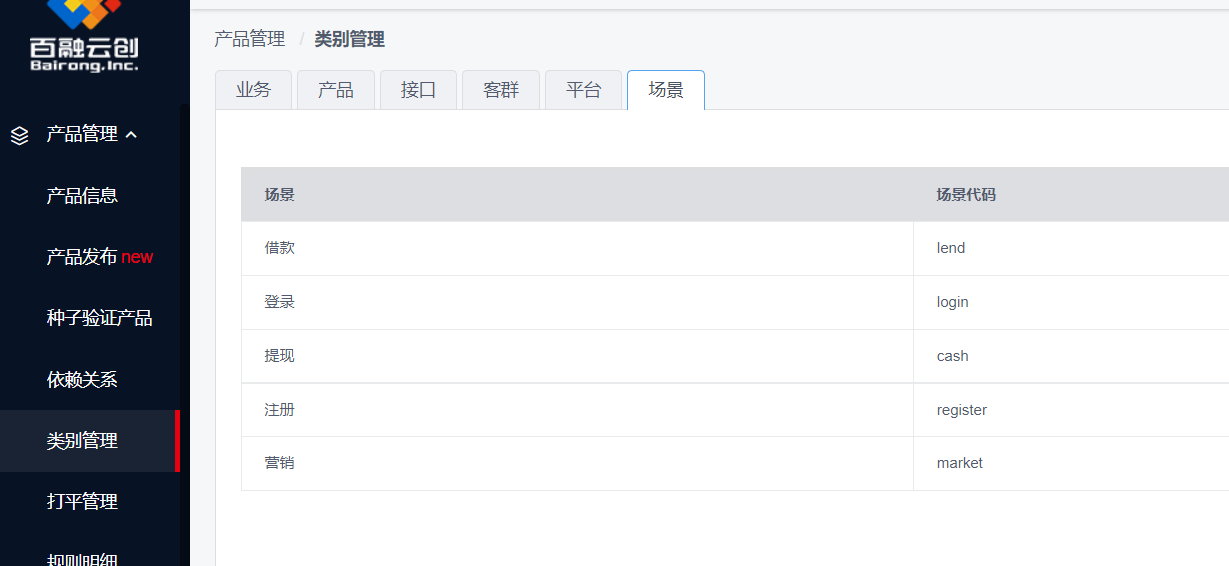 百融云创
Bairong.Inc.
产品管理
产品信息
产品发布 new
种子验证产品
依赖关系
类别管理
打平管理
规则明细
产品管理 / 类别管理
业务 产品 接口 客群 平台 场景
场景 场景代码
借款 lend
登录 login
提现 cash
注册 register
营销 market